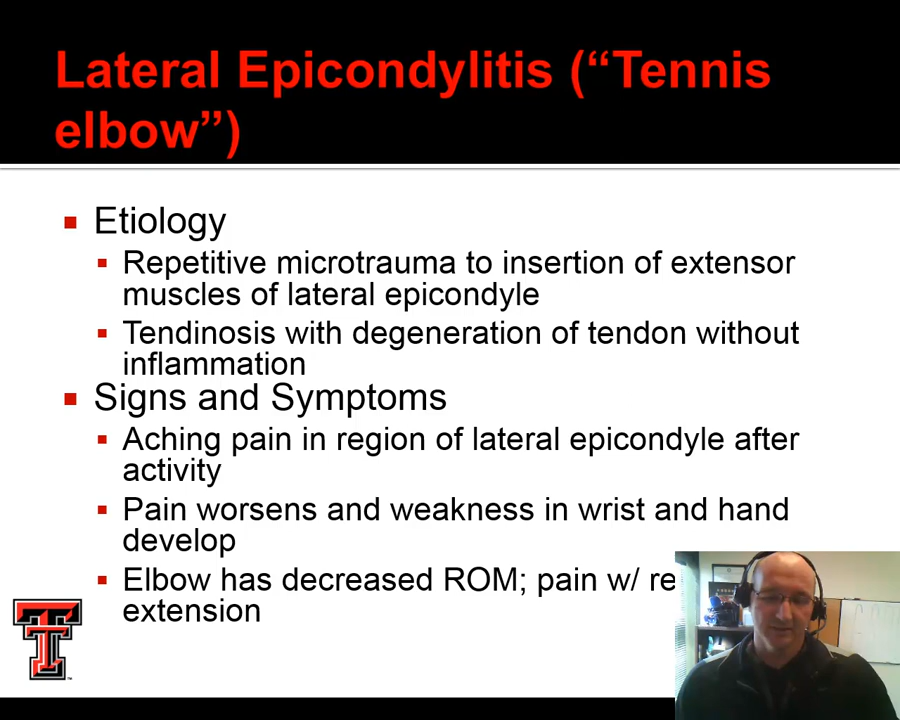 Lateral Epicondylitis (“Tennis
elbow”)
Etiology
Repetitive microtrauma to insertion of extensor
muscles of lateral epicondyle
Tendinosis with degeneration of tendon without
inflammation
Signs and Symptoms
Aching pain in region of lateral epicondyle after
activity
Pain worsens and weakness in wrist and hand
develop
Elbow has decreased ROM; pain w/
extension